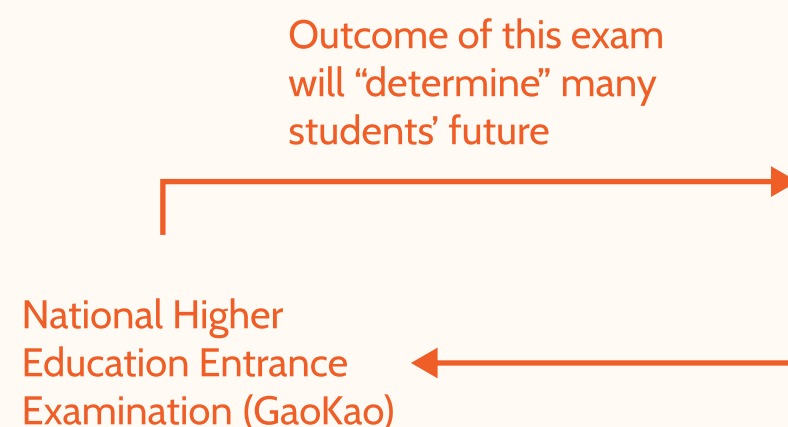 Outcome of this exam
will “determine” many
students’ future
National Higher
Education Entrance
Examination (GaoKao)